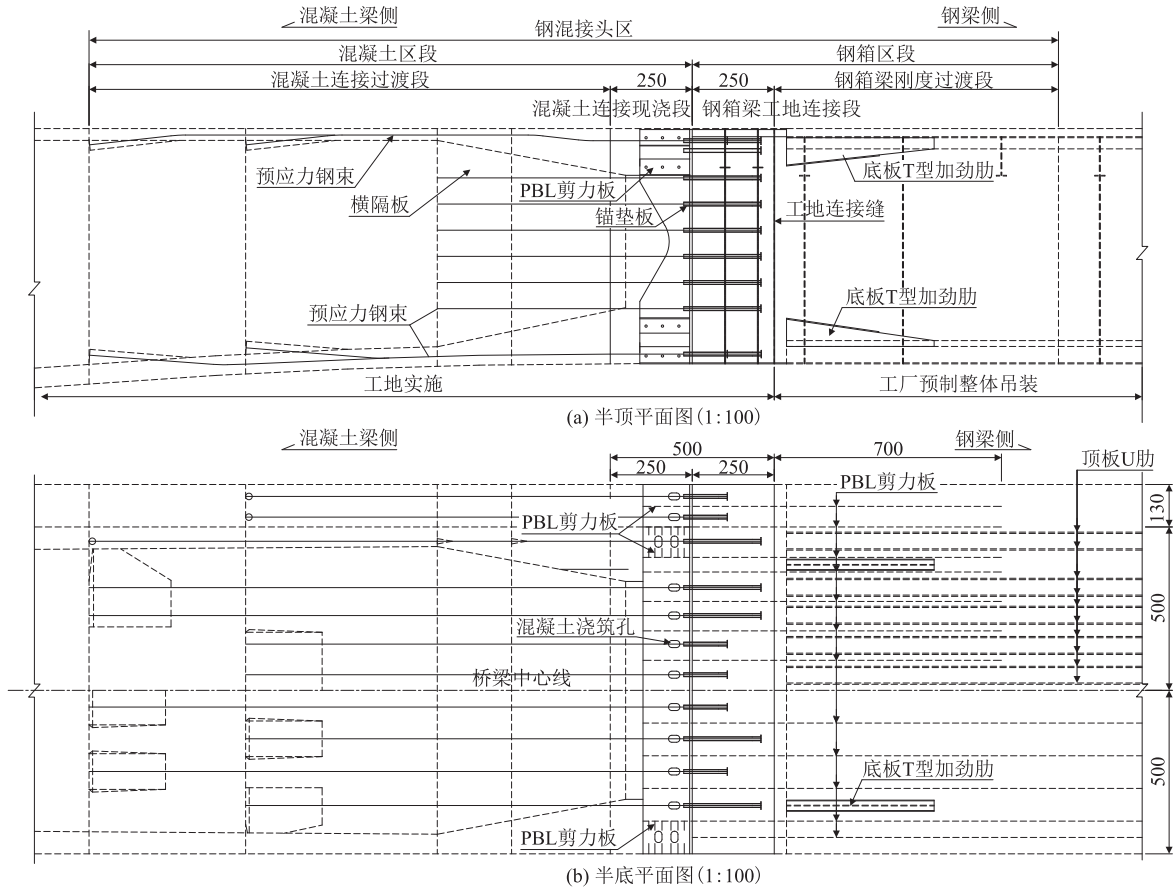 混凝土梁侧
钢梁侧
钢混接头区
混凝土区段
钢箱区段
混凝土连接过渡段
250
250
钢箱梁刚度过渡段
混凝土连接现浇段
钢箱梁工地连接段
预应力钢束
横隔板
PBL剪力板
底板T型加劲肋
锚垫板
工地连接缝
预应力钢束
底板T型加劲肋
工地实施
工厂预制整体吊装
(a) 半顶平面图(1:100)
混凝土梁侧
500
钢梁侧
250
250
700
顶板U肋
PBL剪力板
130
PBL剪力板
500
混凝土浇筑孔
桥梁中心线
底板T型加劲肋
500
PBL剪力板
(b) 半底平面图(1:100)